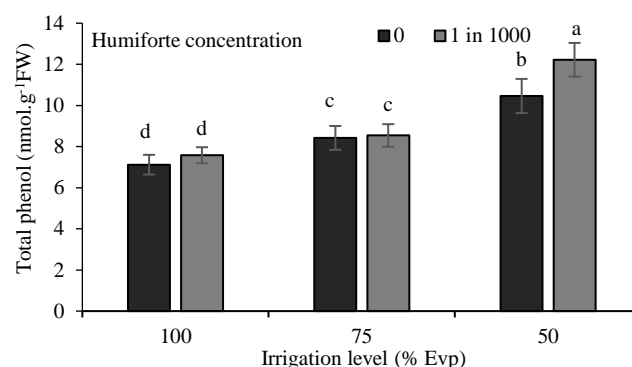 Humiforte concentration
0
1 in 1000
Total phenol (nmol.g⁻¹FW)
14
12
10
8
6
4
2
0
d
d
c
c
b
a
100
75
50
Irrigation level (% Evp)